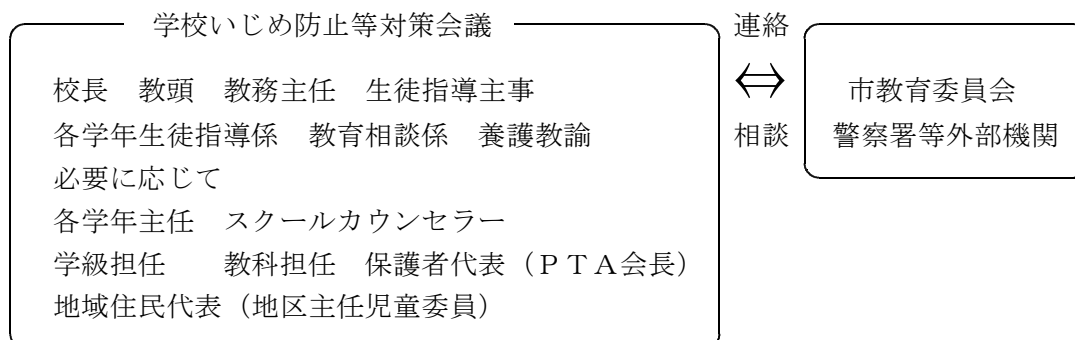 学校いじめ防止等対策会議
校長　教頭　教務主任　生徒指導主事
各学年生徒指導係　教育相談係　養護教諭
必要に応じて
各学年主任　スクールカウンセラー
学級担任　　教科担任　保護者代表（ＰＴＡ会長）
地域住民代表（地区主任児童委員）
連絡
⇔
相談
市教育委員会
警察署等外部機関